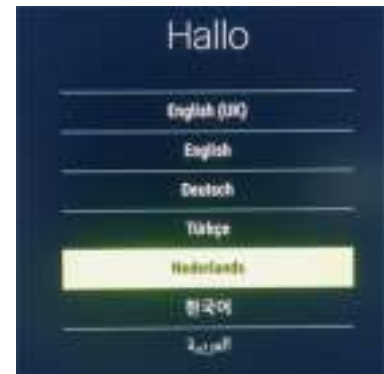 Hallo
English (UK)
English
Deutsch
Türkçe
Nederlands
한국어
العربية